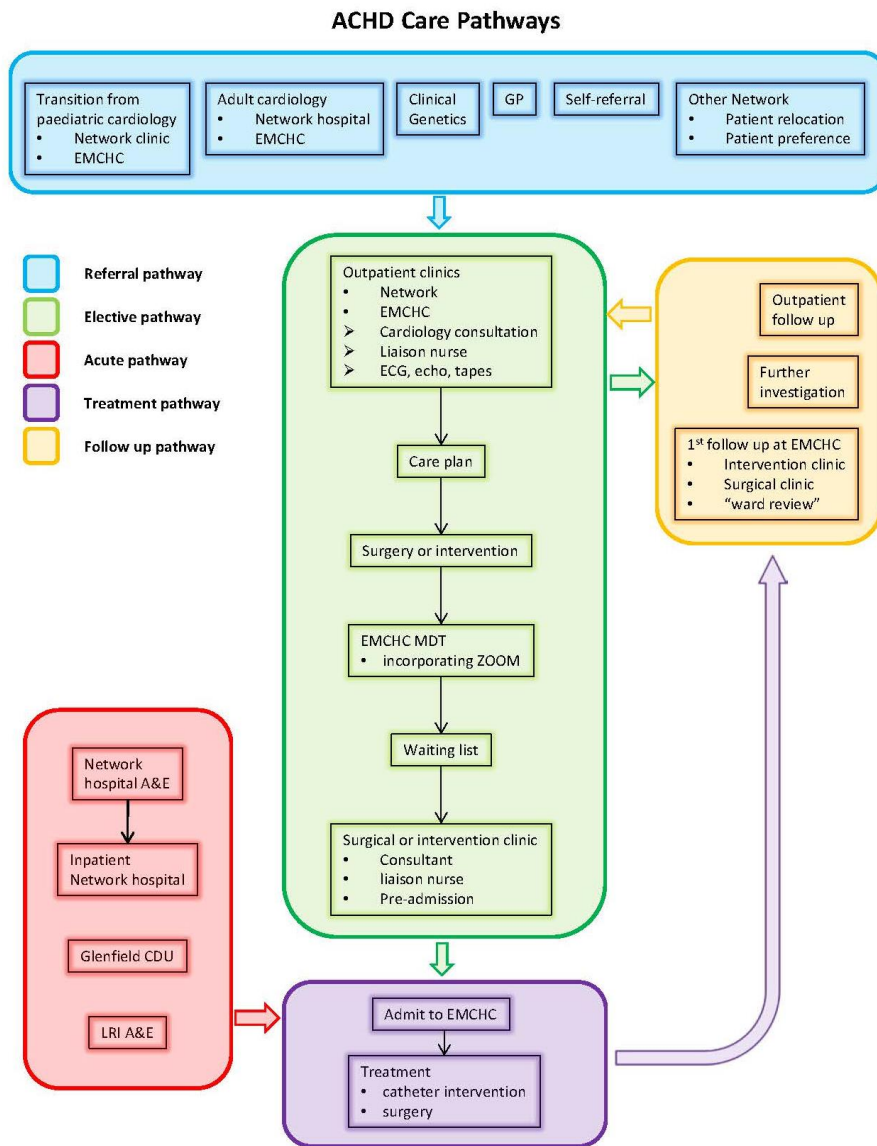 ACHD Care Pathways
Transition from
paediatric cardiology
• Network clinic
• EMCHC
Adult cardiology
• Network hospital
• EMCHC
Clinical
Genetics
GP
Self-referral
Other Network
• Patient relocation
• Patient preference
Referral pathway
Elective pathway
Acute pathway
Treatment pathway
Follow up pathway
Outpatient clinics
• Network
• EMCHC
➢ Cardiology consultation
➢ Liaison nurse
➢ ECG, echo, tapes
Care plan
Surgery or intervention
EMCHC MDT
• incorporating ZOOM
Waiting list
Surgical or intervention clinic
• Consultant
• liaison nurse
• Pre-admission
Outpatient
follow up
Further
investigation
1st follow up at EMCHC
• Intervention clinic
• Surgical clinic
• “ward review”
Network
hospital A&E
Inpatient
Network hospital
Glenfield CDU
LRI A&E
Admit to EMCHC
Treatment
• catheter intervention
• surgery